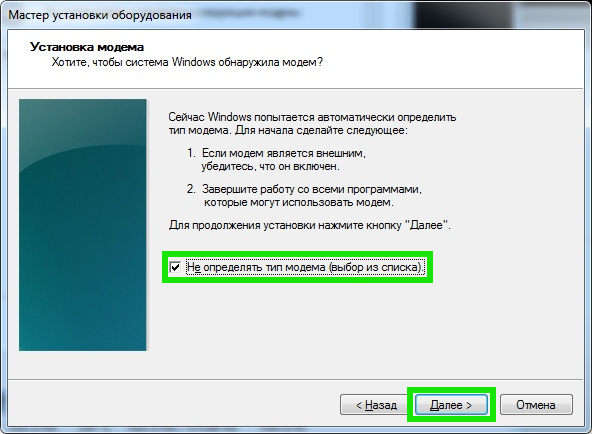 Мастер установки оборудования
Установка модема
Хотите, чтобы система Windows обнаружила модем?
Сейчас Windows попытается автоматически определить
тип модема. Для начала сделайте следующее:
1. Если модем является внешним,
убедитесь, что он включен.
2. Завершите работу со всеми программами,
которые могут использовать модем.
Для продолжения установки нажмите кнопку "Далее".
Не определять тип модема (выбор из списка).
< Назад
Далее >
Отмена